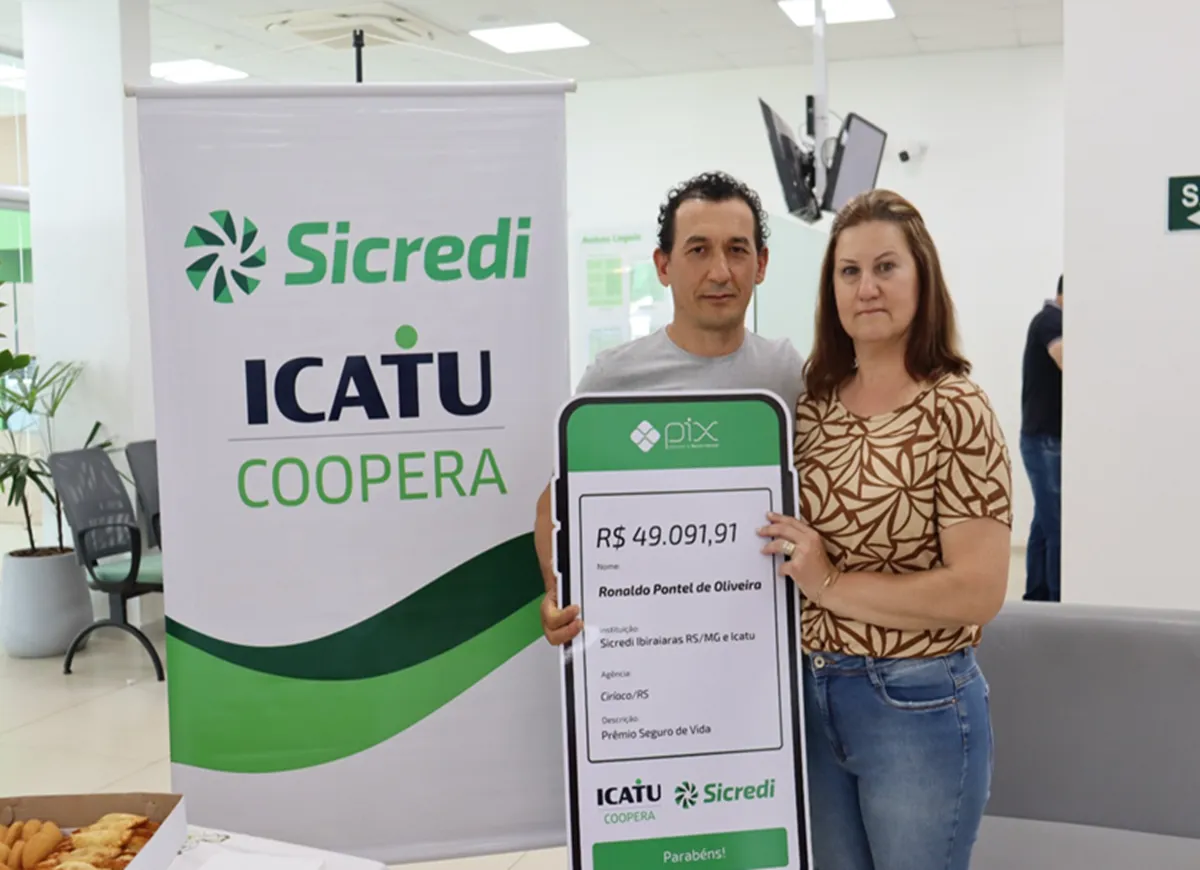 Sicredi
ICATU
COOPERA
pix
R$ 49.091,91
Nome:
Ronaldo Pontel de Oliveira
Instituição:
Sicredi Ibiraiaras RS/MG e Icatu
Agência:
Ciríaco/RS
Descrição:
Prêmio Seguro de Vida
ICATU
COOPERA
Sicredi
Parabéns!
S